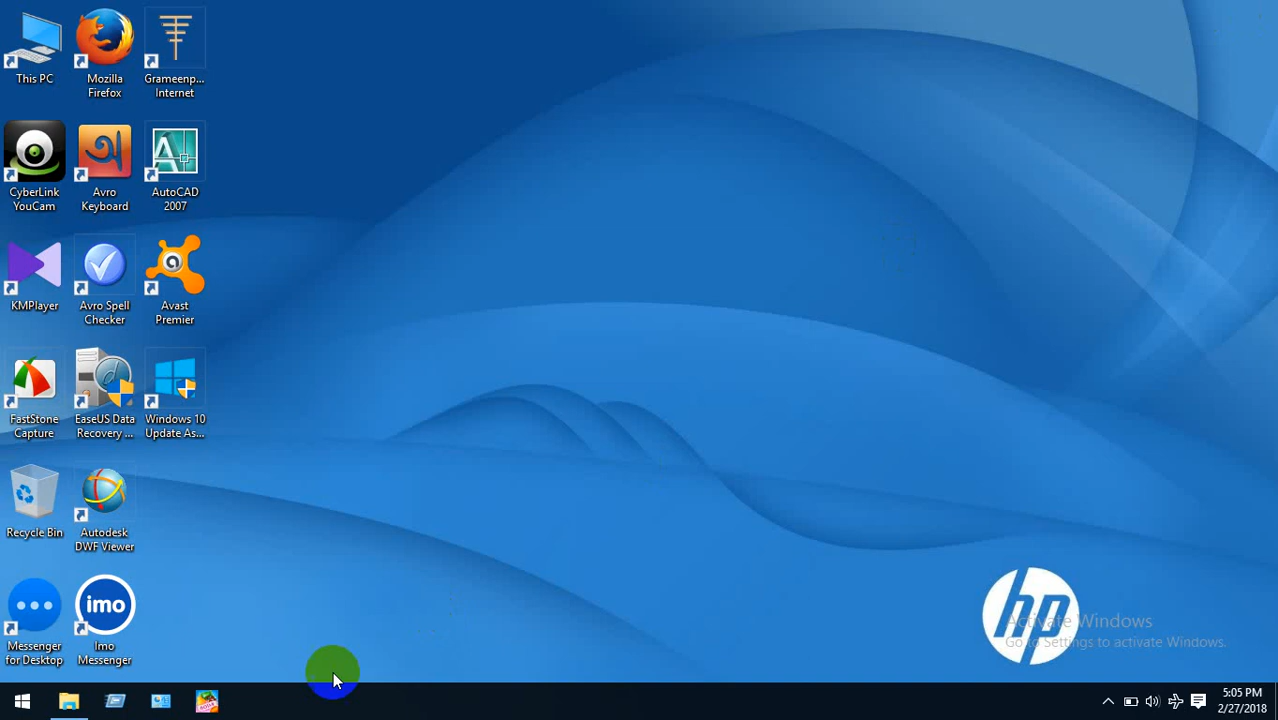 This PC
Mozilla
Firefox
Grameenp...
Internet
CyberLink
YouCam
অ
Avro
Keyboard
A
AutoCAD
2007
KMPlayer
Avro Spell
Checker
a
Avast
Premier
FastStone
Capture
d
EaseUS Data
Recovery ...
Windows 10
Update As...
Recycle Bin
Autodesk
DWF Viewer
Messenger
for Desktop
imo
Imo
Messenger
hp
Activate Windows
Go to Settings to activate Windows.
5:05 PM
2/27/2018